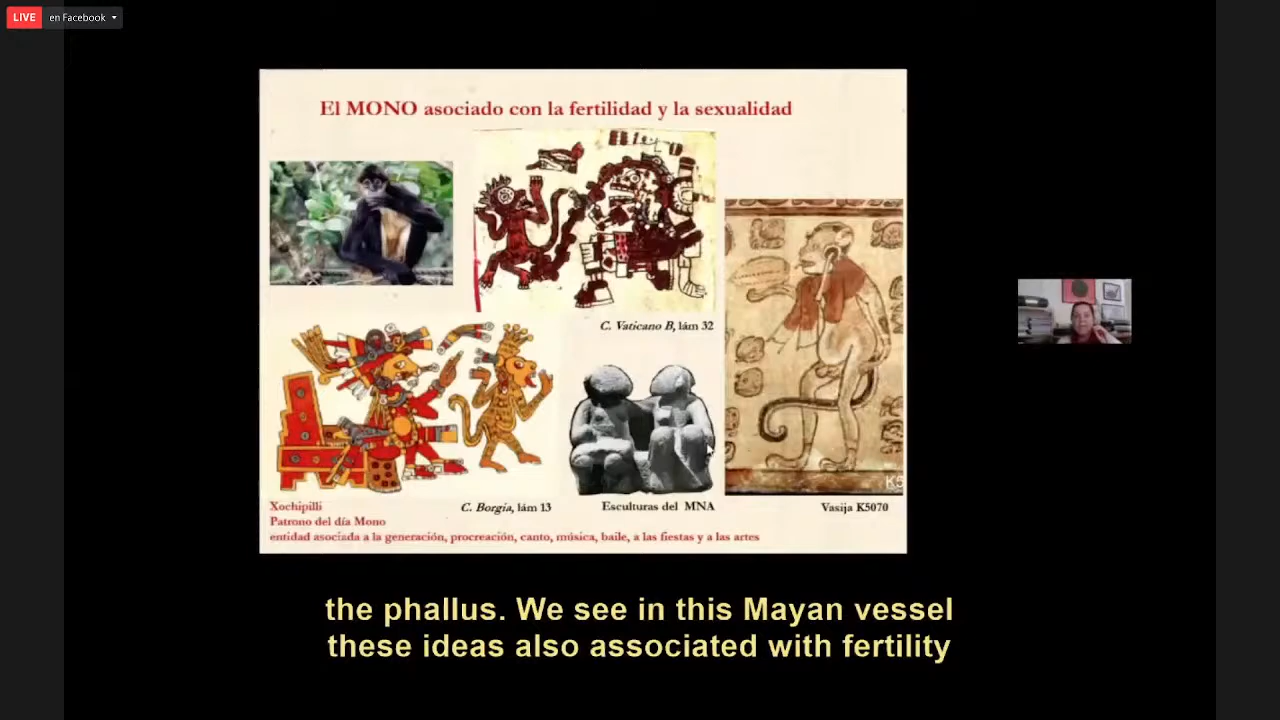 LIVE en Facebook
El MONO asociado con la fertilidad y la sexualidad
C. Vaticano B, lám 32
K5
Xochipilli
C. Borgia, lám 13
Esculturas del MNA
Vasija K5070
Patrono del día Mono
entidad asociada a la generación, procreación, canto, música, baile, a las fiestas y a las artes
the phallus. We see in this Mayan vessel
these ideas also associated with fertility